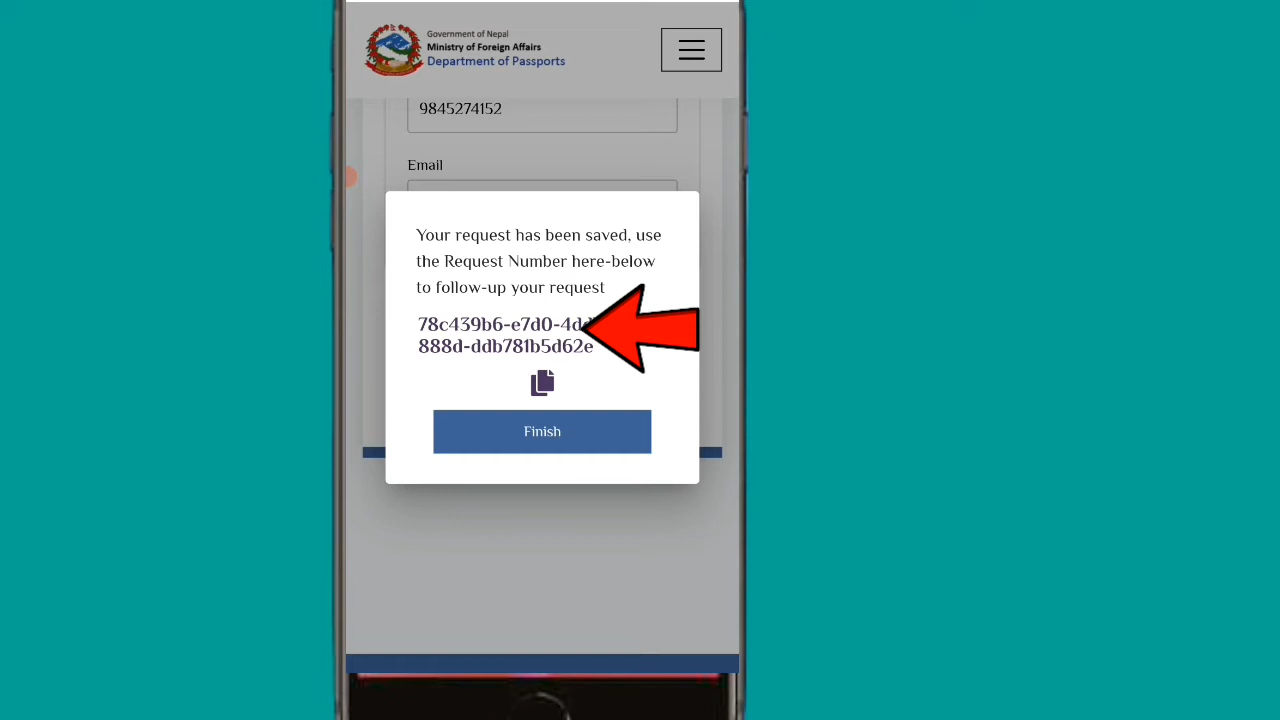 Government of Nepal
Ministry of Foreign Affairs
Department of Passports
9845274152
Email
Your request has been saved, use
the Request Number here-below
to follow-up your request
78c439b6-e7d0-4dd
888d-ddb781b5d62e
Finish